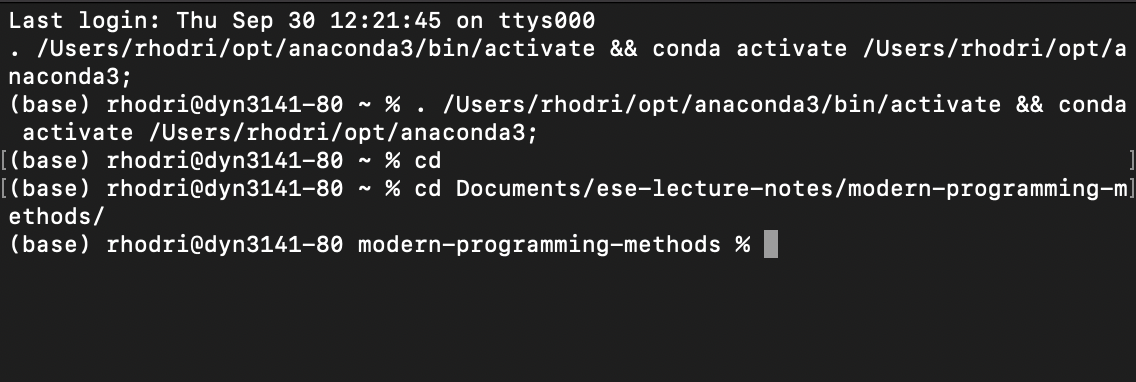 Last login: Thu Sep 30 12:21:45 on ttys000
. /Users/rhodri/opt/anaconda3/bin/activate && conda activate /Users/rhodri/opt/a
naconda3;
(base) rhodri@dyn3141-80 ~ % . /Users/rhodri/opt/anaconda3/bin/activate && conda
 activate /Users/rhodri/opt/anaconda3;
[(base) rhodri@dyn3141-80 ~ % cd ]
[(base) rhodri@dyn3141-80 ~ % cd Documents/ese-lecture-notes/modern-programming-m]
ethods/
(base) rhodri@dyn3141-80 modern-programming-methods %